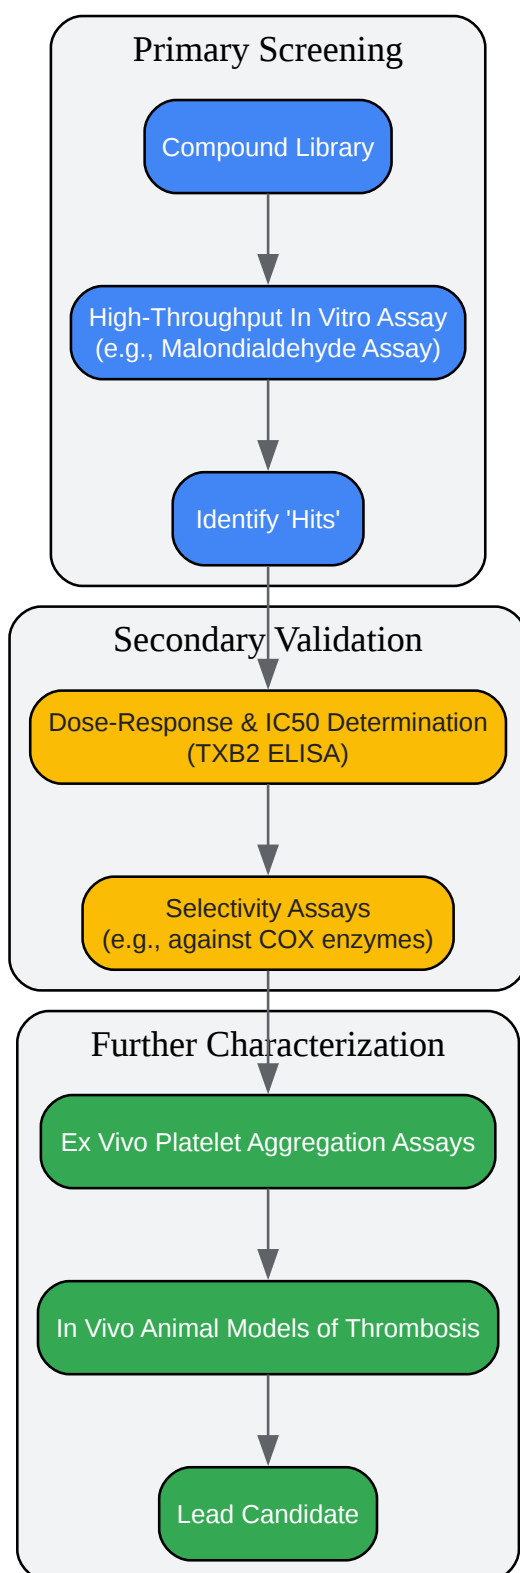 Primary Screening
Compound Library
High-Throughput In Vitro Assay
(e.g., Malondialdehyde Assay)
Identify 'Hits'
Secondary Validation
Dose-Response & IC50 Determination
(TXB2 ELISA)
Selectivity Assays
(e.g., against COX enzymes)
Further Characterization
Ex Vivo Platelet Aggregation Assays
In Vivo Animal Models of Thrombosis
Lead Candidate